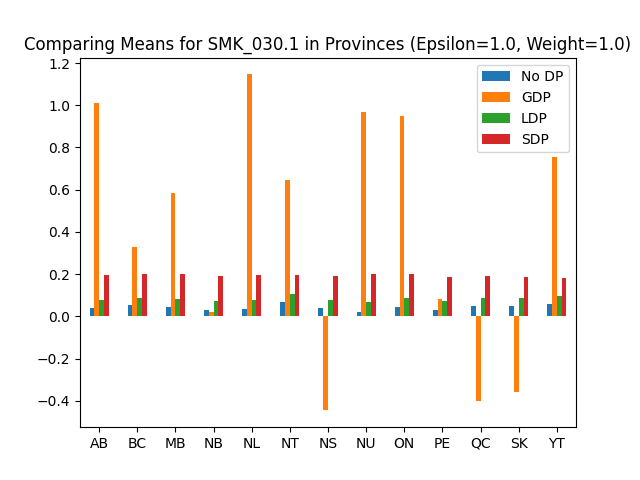 Comparing Means for SMK_030.1 in Provinces (Epsilon=1.0, Weight=1.0)
1.2
1.0
0.8
0.6
0.4
0.2
0.0
−0.2
−0.4
No DP
GDP
LDP
SDP
AB BC MB NB NL NT NS NU ON PE QC SK YT